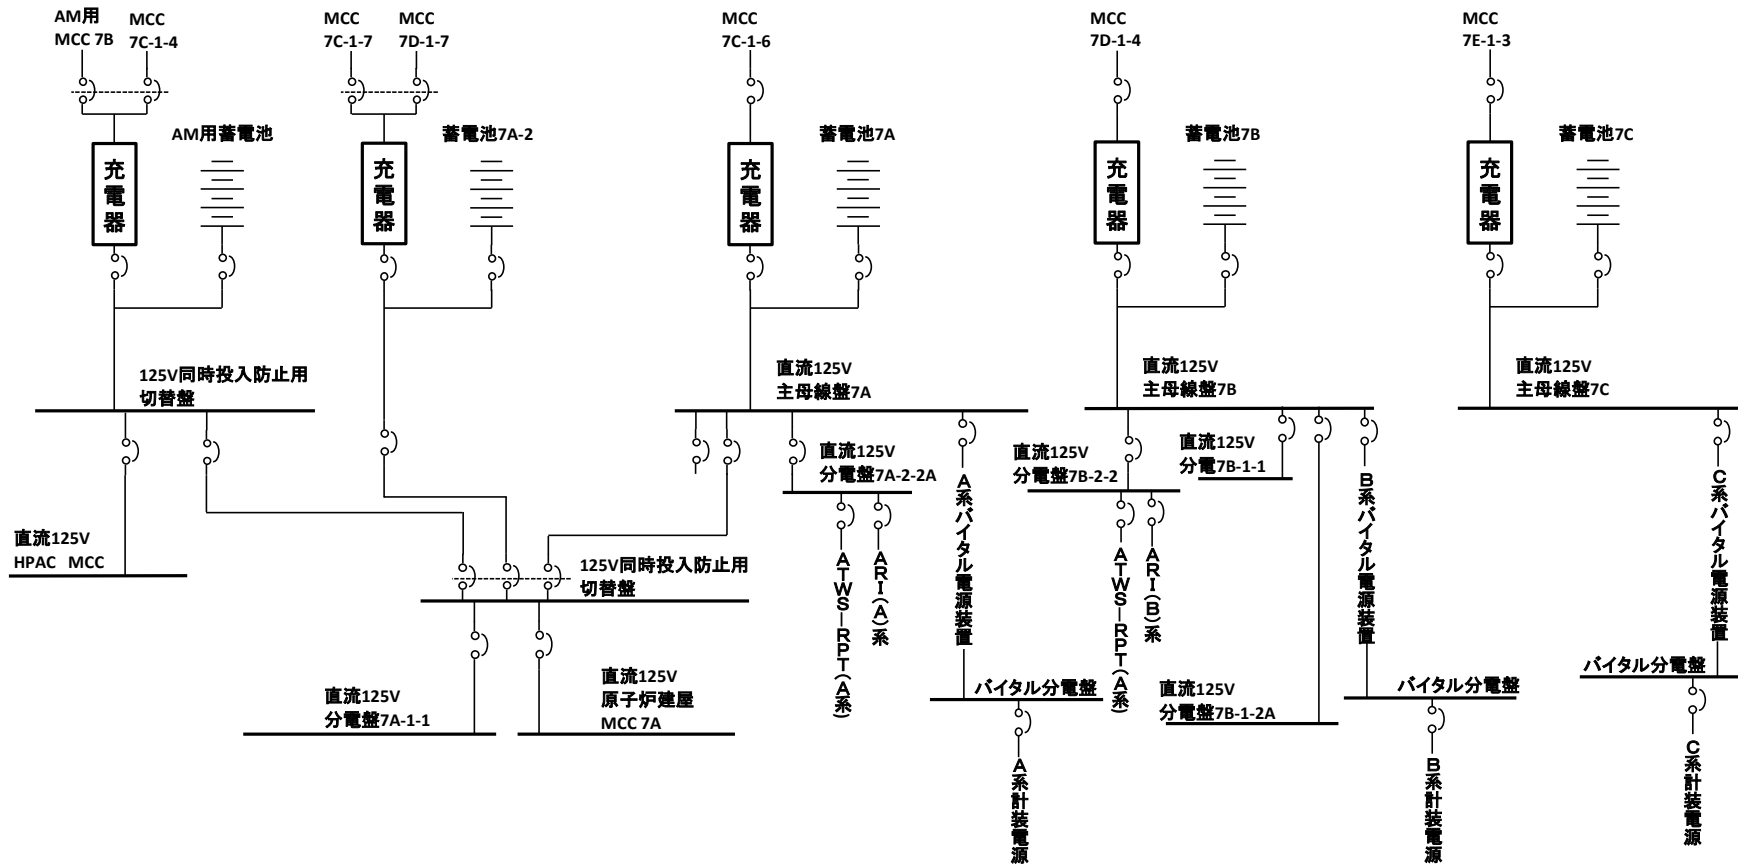 AM用
MCC 7B
MCC
7C-1-4
MCC
7C-1-7
MCC
7D-1-7
MCC
7C-1-6
MCC
7D-1-4
MCC
7E-1-3
充電器
AM用蓄電池
充電器
蓄電池7A-2
充電器
蓄電池7A
充電器
蓄電池7B
充電器
蓄電池7C
125V同時投入防止用
切替盤
直流125V
主母線盤7A
直流125V
主母線盤7B
直流125V
主母線盤7C
直流125V
分電盤7A-2-2A
直流125V
分電盤7B-2-2
直流125V
分電7B-1-1
直流125V
HPAC MCC
125V同時投入防止用
切替盤
ATWS－RPT(A系)
ARI(A)系
A系バイタル電源装置
ATWS－RPT(A系)
ARI(B)系
B系バイタル電源装置
C系バイタル電源装置
直流125V
分電盤7A-1-1
直流125V
原子炉建屋
MCC 7A
バイタル分電盤
直流125V
分電盤7B-1-2A
バイタル分電盤
バイタル分電盤
A系計装電源
B系計装電源
C系計装電源